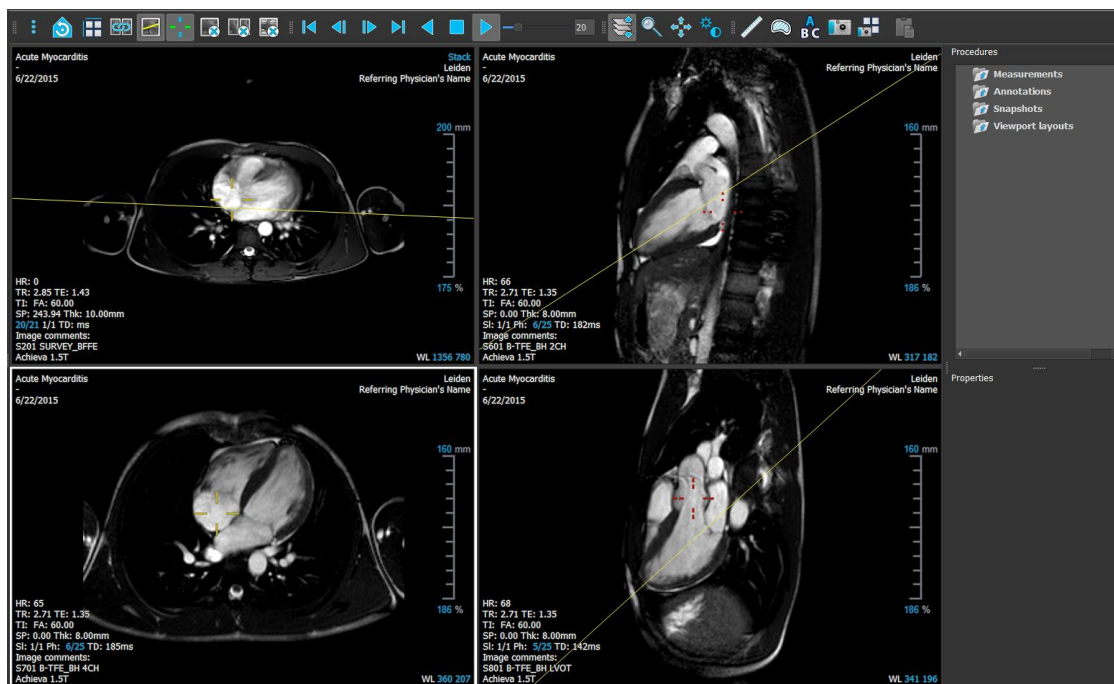 20
A
B C
Acute Myocarditis
-
6/22/2015
Stack
Leiden
Referring Physician's Name
200 mm
175 %
HR: 0
TR: 2.85 TE: 1.43
TI: FA: 60.00
SP: 243.94 Thk: 10.00mm
20/21 1/1 TD: ms
Image comments:
S201 SURVEY_BFFE
Achieva 1.5T
WL 1356 780
Acute Myocarditis
-
6/22/2015
Leiden
Referring Physician's Name
160 mm
186 %
HR: 66
TR: 2.71 TE: 1.35
TI: FA: 60.00
SP: 0.00 Thk: 8.00mm
Sl: 1/1 Ph: 6/25 TD: 182ms
Image comments:
S601 B-TFE_BH 2CH
Achieva 1.5T
WL 317 182
Procedures
Measurements
Annotations
Snapshots
Viewport layouts
Acute Myocarditis
-
6/22/2015
Leiden
Referring Physician's Name
160 mm
186 %
HR: 65
TR: 2.71 TE: 1.35
TI: FA: 60.00
SP: 0.00 Thk: 8.00mm
Sl: 1/1 Ph: 6/25 TD: 185ms
Image comments:
S701 B-TFE_BH 4CH
Achieva 1.5T
WL 360 207
Acute Myocarditis
-
6/22/2015
Leiden
Referring Physician's Name
160 mm
186 %
HR: 68
TR: 2.71 TE: 1.35
TI: FA: 60.00
SP: 0.00 Thk: 8.00mm
Sl: 1/1 Ph: 5/25 TD: 142ms
Image comments:
S801 B-TFE_BH LVOT
Achieva 1.5T
WL 341 196
Properties